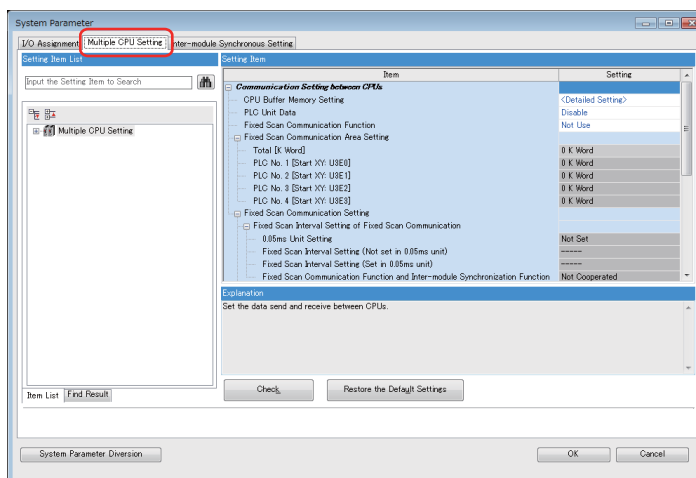 System Parameter
I/O Assignment Multiple CPU Setting Inter-module Synchronous Setting
Setting Item List
Input the Setting Item to Search
Multiple CPU Setting
Item List Find Result
Setting Item
Item Setting
Communication Setting between CPUs
CPU Buffer Memory Setting <Detailed Setting>
PLC Unit Data Disable
Fixed Scan Communication Function Not Use
Fixed Scan Communication Area Setting
Total [K Word] 0 K Word
PLC No. 1 [Start XY: U3E0] 0 K Word
PLC No. 2 [Start XY: U3E1] 0 K Word
PLC No. 3 [Start XY: U3E2] 0 K Word
PLC No. 4 [Start XY: U3E3] 0 K Word
Fixed Scan Communication Setting
Fixed Scan Interval Setting of Fixed Scan Communication
0.05ms Unit Setting Not Set
Fixed Scan Interval Setting (Not set in 0.05ms unit) -----
Fixed Scan Interval Setting (Set in 0.05ms unit) -----
Fixed Scan Communication Function and Inter-module Synchronization Function Not Cooperated
Explanation
Set the data send and receive between CPUs.
Check Restore the Default Settings
System Parameter Diversion OK Cancel